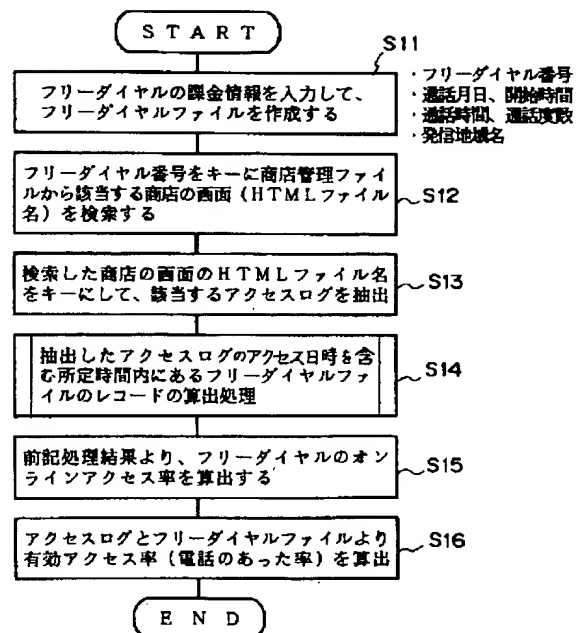 START
S11
フリーダイヤルの課金情報を入力して、
フリーダイヤルファイルを作成する
・フリーダイヤル番号
・通話月日、開始時間
・通話時間、通話度数
・発信地域名
フリーダイヤル番号をキーに商店管理ファ
イルから該当する商店の画面(HTMLファイル
名)を検索する
S12
検索した商店の画面のHTMLファイル名
をキーにして、該当するアクセスログを抽出
S13
抽出したアクセスログのアクセス日時を含
む所定時間内にあるフリーダイヤルファ
イルのレコードの算出処理
S14
前記処理結果より、フリーダイヤルのオン
ラインアクセス率を算出する
S15
アクセスログとフリーダイヤルファイルより
有効アクセス率(電話のあった率)を算出
S16
END